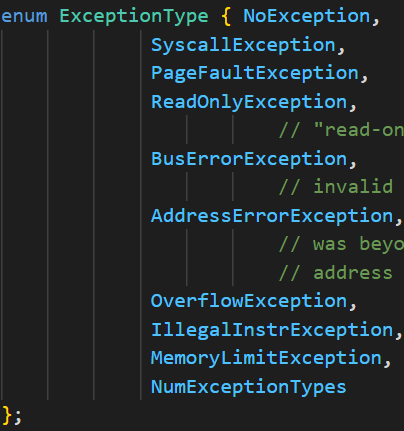 enum ExceptionType { NoException,
SyscallException,
PageFaultException,
ReadOnlyException,
// "read-on
BusErrorException,
// invalid
AddressErrorException,
// was beyo
// address
OverflowException,
IllegalInstrException,
MemoryLimitException,
NumExceptionTypes
};